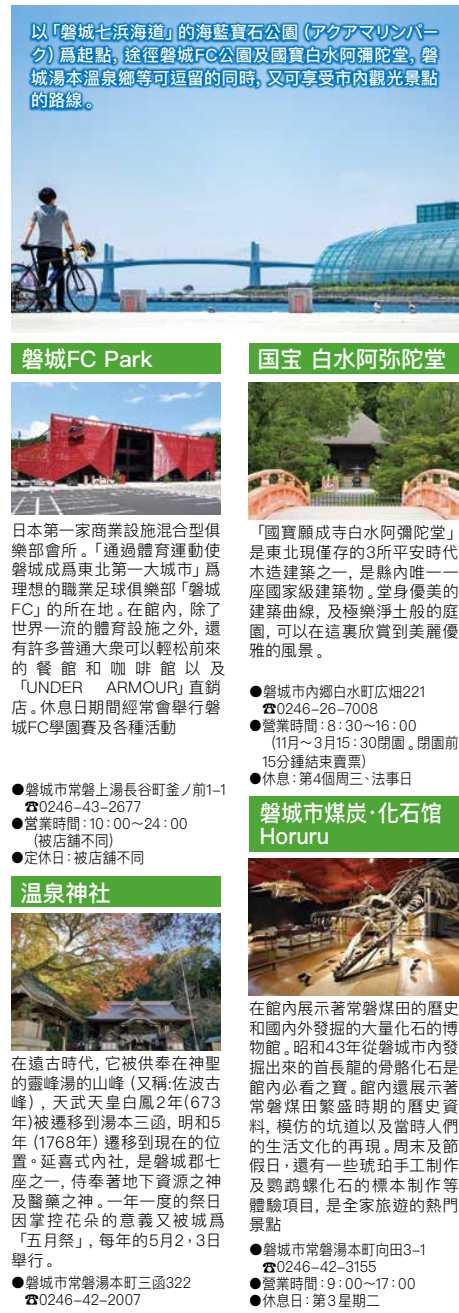 以「磐城七浜海道」的海藍寶石公園（アクアマリンパー
ク）爲起點，途徑磐城FC公園及國寶白水阿彌陀堂，磐
城湯本溫泉鄉等可逗留的同時，又可享受市內觀光景點
的路線。
磐城FC Park
日本第一家商業設施混合型俱
樂部會所。「通過體育運動使
磐城成爲東北第一大城市」爲
理想的職業足球俱樂部「磐城
FC」的所在地。在館內，除了
世界一流的體育設施之外，還
有許多普通大衆可以輕松前來
的餐館和咖啡館以及
「UNDER ARMOUR」直銷
店。休息日期間經常會舉行磐
城FC學園賽及各種活動
●磐城市常磐上湯長谷町釜ノ前1–1
☎0246-43-2677
●営業時間：10：00～24：00
（被店舖不同）
●定休日：被店舖不同
温泉神社
在遠古時代，它被供奉在神聖
的靈峰湯的山峰（又稱:佐波古
峰），天武天皇白鳳2年(673
年)被遷移到湯本三函，明和5
年（1768年）遷移到現在的位
置。延喜式內社，是磐城郡七
座之一，侍奉著地下資源之神
及醫藥之神。一年一度的祭日
因掌控花朵的意義又被城爲
「五月祭」，每年的5月2，3日
舉行。
●磐城市常磐湯本町三函322
☎0246-42-2007
国宝 白水阿弥陀堂
「國寶願成寺白水阿彌陀堂」
是東北現僅存的3所平安時代
木造建築之一，是縣內唯一一
座國家級建築物。堂身優美的
建築曲線，及極樂淨土般的庭
園，可以在這裏欣賞到美麗優
雅的風景。
●磐城市內鄉白水町広畑221
☎0246-26-7008
●營業時間：8：30～16：00
（11月～3月15：30閉園。閉園前
15分鍾結束賣票）
●休息：第4個周三、法事日
磐城市煤炭·化石馆
Horuru
在館內展示著常磐煤田的曆史
和國內外發掘的大量化石的博
物館。昭和43年從磐城市內發
掘出來的首長龍的骨骼化石是
館內必看之寶。館內還展示著
常磐煤田繁盛時期的曆史資
料，模仿的坑道以及當時人們
的生活文化的再現。周末及節
假日，還有一些琥珀手工制作
及鸚鵡螺化石的標本制作等
體驗項目，是全家旅遊的熱門
景點
●磐城市常磐湯本町向田3–1
☎0246-42-3155
●營業時間：9：00～17：00
●休息日：第3星期二